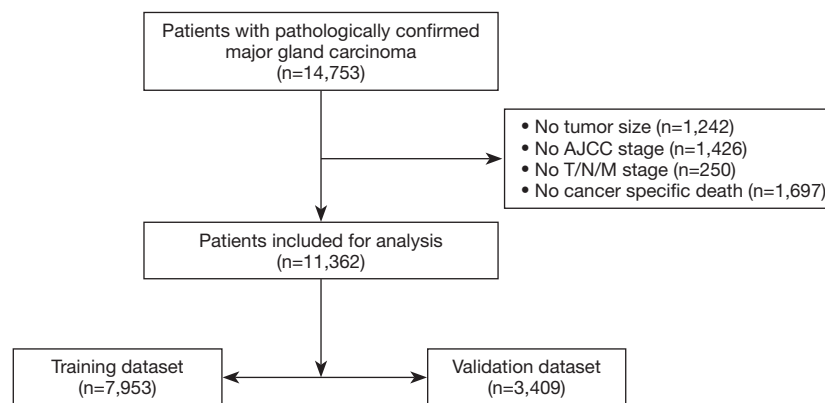 Patients with pathologically confirmed
major gland carcinoma
(n=14,753)
• No tumor size (n=1,242)
• No AJCC stage (n=1,426)
• No T/N/M stage (n=250)
• No cancer specific death (n=1,697)
Patients included for analysis
(n=11,362)
Training dataset
(n=7,953)
Validation dataset
(n=3,409)